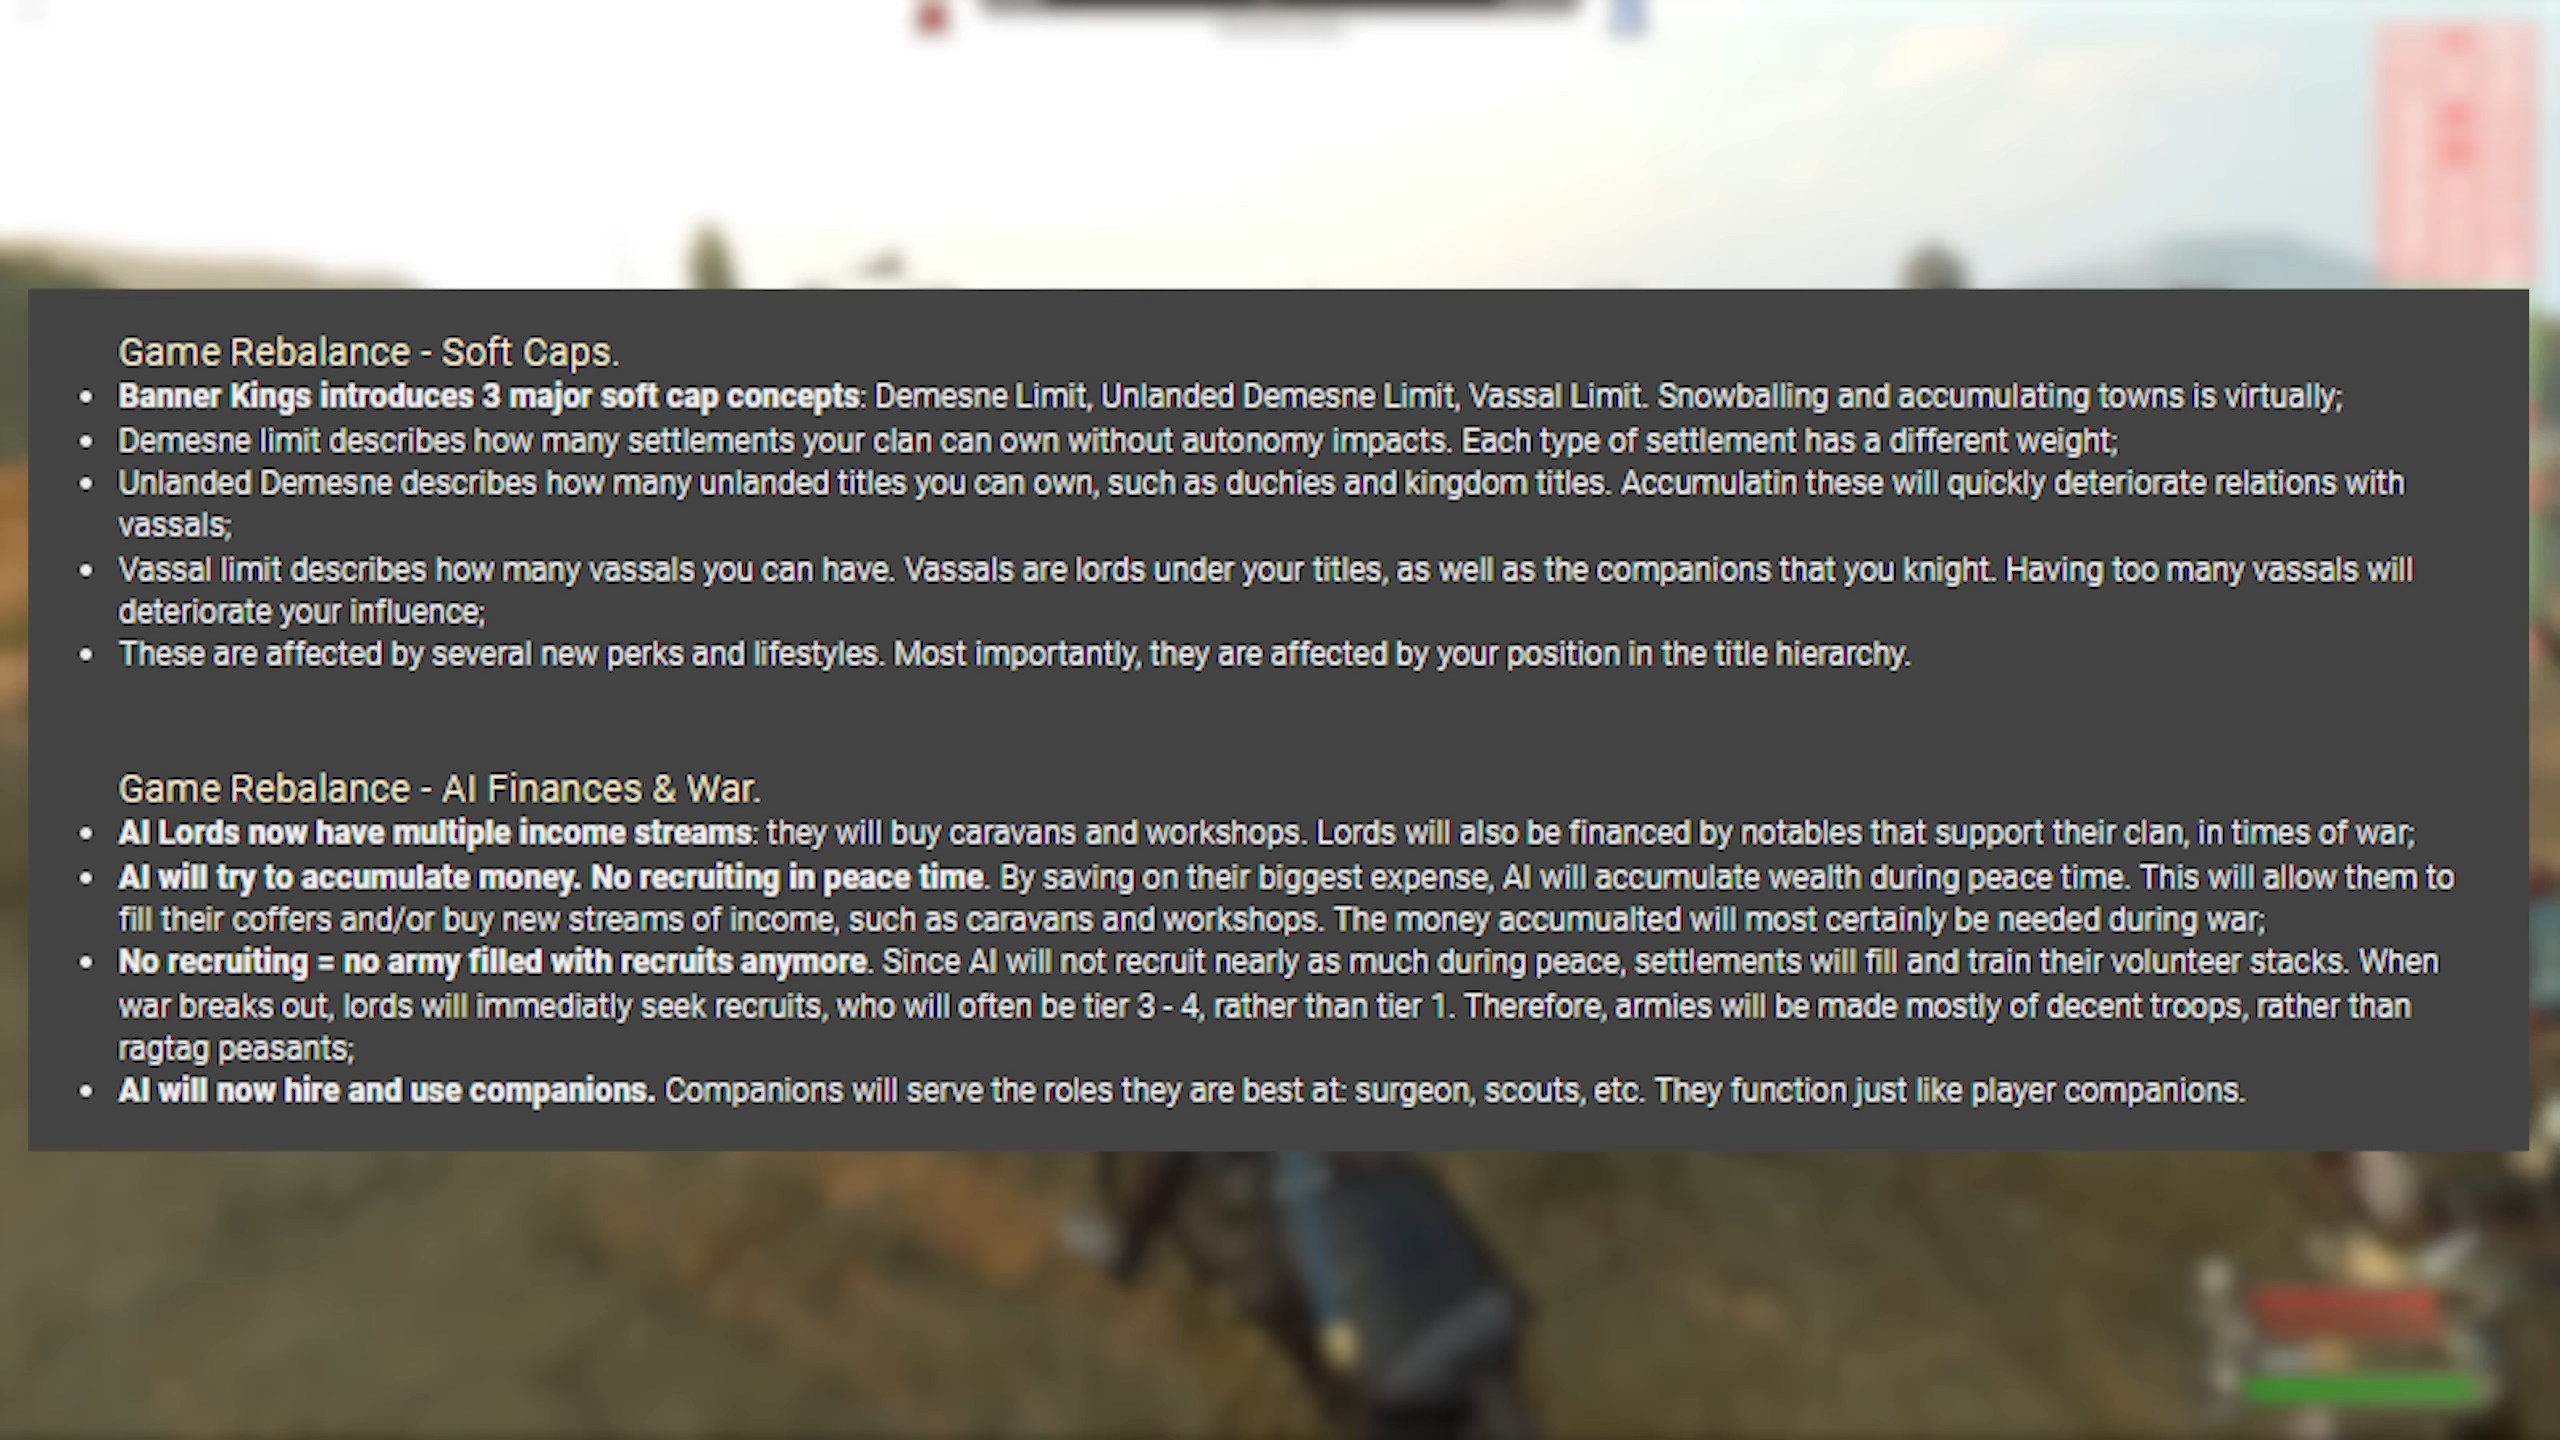 Game Rebalance - Soft Caps.
• Banner Kings introduces 3 major soft cap concepts: Demesne Limit, Unlanded Demesne Limit, Vassal Limit. Snowballing and accumulating towns is virtually;
• Demesne limit describes how many settlements your clan can own without autonomy impacts. Each type of settlement has a different weight;
• Unlanded Demesne describes how many unlanded titles you can own, such as duchies and kingdom titles. Accumulatin these will quickly deteriorate relations with
vassals;
• Vassal limit describes how many vassals you can have. Vassals are lords under your titles, as well as the companions that you knight. Having too many vassals will
deteriorate your influence;
• These are affected by several new perks and lifestyles. Most importantly, they are affected by your position in the title hierarchy.
Game Rebalance - AI Finances & War.
• AI Lords now have multiple income streams: they will buy caravans and workshops. Lords will also be financed by notables that support their clan, in times of war;
• AI will try to accumulate money. No recruiting in peace time. By saving on their biggest expense, AI will accumulate wealth during peace time. This will allow them to
fill their coffers and/or buy new streams of income, such as caravans and workshops. The money accumualted will most certainly be needed during war;
• No recruiting = no army filled with recruits anymore. Since AI will not recruit nearly as much during peace, settlements will fill and train their volunteer stacks. When
war breaks out, lords will immediatly seek recruits, who will often be tier 3 - 4, rather than tier 1. Therefore, armies will be made mostly of decent troops, rather than
ragtag peasants;
• AI will now hire and use companions. Companions will serve the roles they are best at: surgeon, scouts, etc. They function just like player companions.